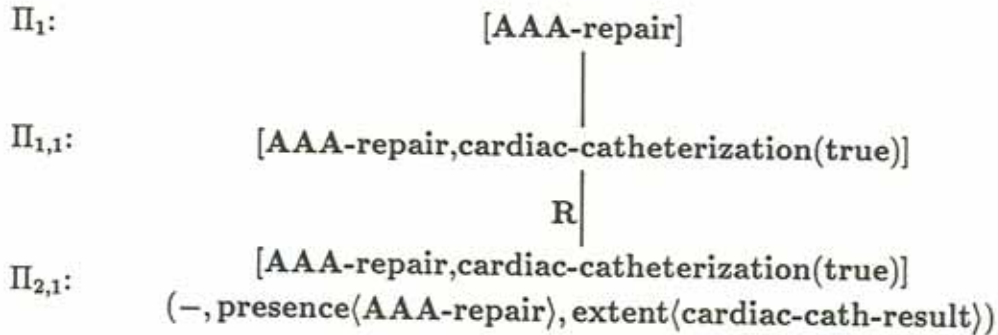 Π₁: [AAA-repair]
Π₁,₁: [AAA-repair,cardiac-catheterization(true)]
R
Π₂,₁: [AAA-repair,cardiac-catheterization(true)]
(−, presence⟨AAA-repair⟩, extent⟨cardiac-cath-result⟩)